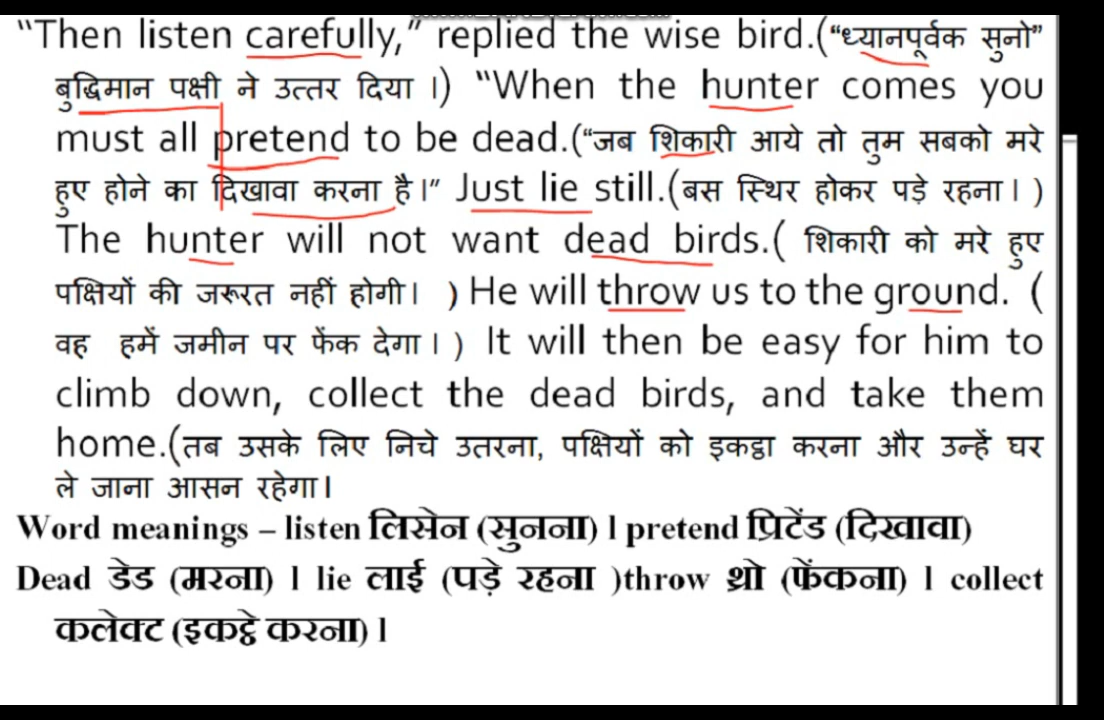 “Then listen carefully,” replied the wise bird.(“ध्यानपूर्वक सुनो”
बुद्धिमान पक्षी ने उत्तर दिया ।) “When the hunter comes you
must all pretend to be dead.(“जब शिकारी आये तो तुम सबको मरे
हुए होने का दिखावा करना है।” Just lie still.(बस स्थिर होकर पड़े रहना। )
The hunter will not want dead birds.( शिकारी को मरे हुए
पक्षियों की जरूरत नहीं होगी। ) He will throw us to the ground. (
वह हमें जमीन पर फेंक देगा। ) It will then be easy for him to
climb down, collect the dead birds, and take them
home.(तब उसके लिए निचे उतरना, पक्षियों को इकट्ठा करना और उन्हें घर
ले जाना आसन रहेगा।
Word meanings – listen लिसेन (सुनना) l pretend प्रिटेंड (दिखावा)
Dead डेड (मरना) l lie लाई (पड़े रहना )throw थ्रो (फेंकना) l collect
कलेक्ट (इकट्ठे करना) l